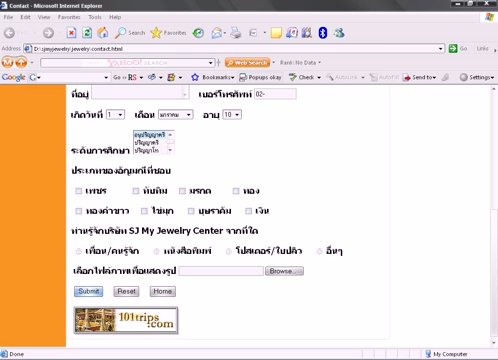 Contact - Microsoft Internet Explorer
File Edit View Favorites Tools Help
Back Search Favorites
Address D:\jmyjewelry\jewelry\contact.html Go Links
YAHOO! SEARCH Web Search Rank: No Data
Google Go RS Bookmarks Popups okay Check AutoLink AutoFill Send to Settings
ที่อยู่ เบอร์โทรศัพท์ 02-
เกิดวันที่ 1 เดือน มกราคม อายุ 10
อนุปริญญาตรี
ปริญญาตรี
ระดับการศึกษา ปริญญาโท
ประเภทของอัญมณีที่ชอบ
เพชร ทับทิม มรกต ทอง
ทองคำขาว ไข่มุก บุษราคัม เงิน
ท่านรู้จักบริษัท SJ My Jewelry Center จากที่ใด
เพื่อน/คนรู้จัก หนังสือพิมพ์ โปสเตอร์/ใบปลิว อื่นๆ
เลือกไฟล์ภาพเพื่อแสดงรูป Browse...
Submit Reset Home
101trips
.com
Done My Computer